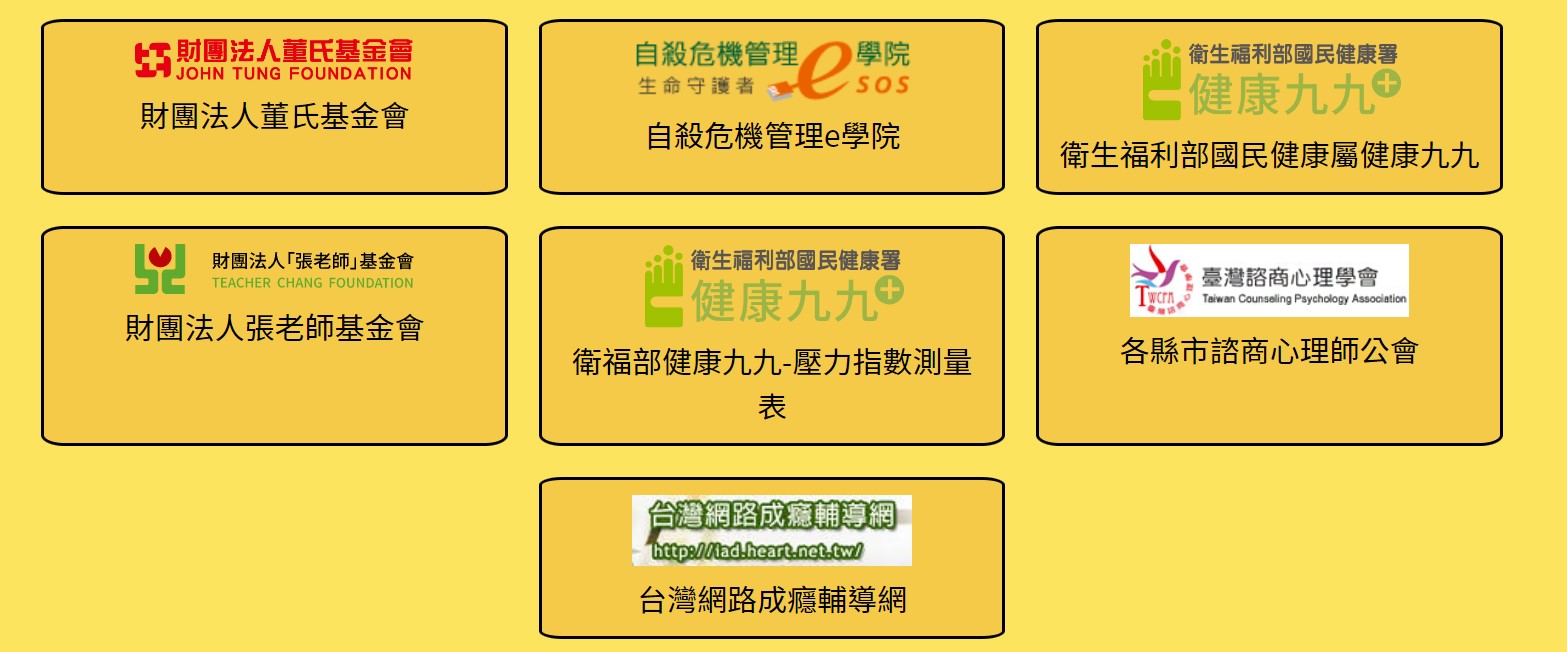 財團法人董氏基金會
JOHN TUNG FOUNDATION
財團法人董氏基金會
自殺危機管理e學院
生命守護者 SOS
自殺危機管理e學院
衛生福利部國民健康署
健康九九+
衛生福利部國民健康屬健康九九
財團法人「張老師」基金會
TEACHER CHANG FOUNDATION
財團法人張老師基金會
衛生福利部國民健康署
健康九九+
衛福部健康九九-壓力指數測量
表
TWCPA
臺灣諮商心理學會
Taiwan Counseling Psychology Association
各縣市諮商心理師公會
台灣網路成癮輔導網
http://iad.heart.net.tw/
台灣網路成癮輔導網